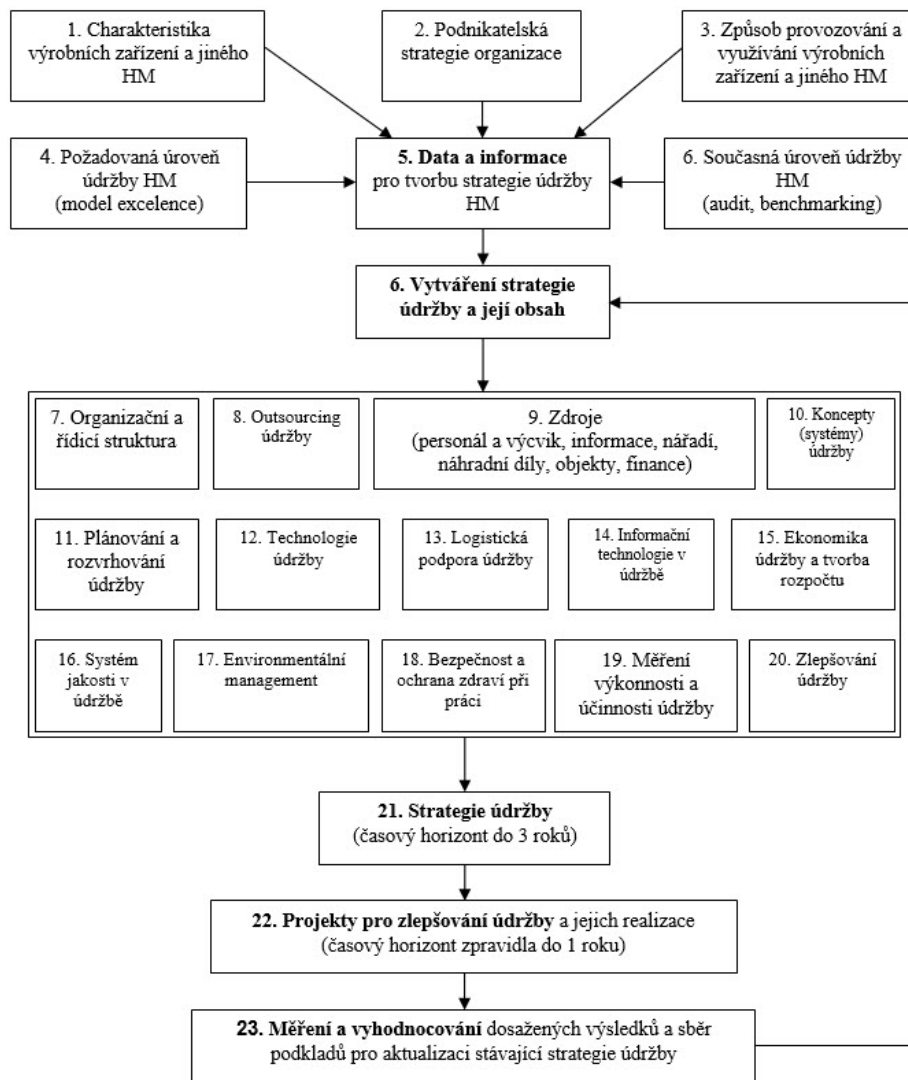 1. Charakteristika
výrobních zařízení a jiného
HM
2. Podnikatelská
strategie organizace
3. Způsob provozování a
využívání výrobních
zařízení a jiného HM
4. Požadovaná úroveň
údržby HM
(model excelence)
5. Data a informace
pro tvorbu strategie údržby
HM
6. Současná úroveň údržby
HM
(audit, benchmarking)
6. Vytváření strategie
údržby a její obsah
7. Organizační a
řídicí struktura
8. Outsourcing
údržby
9. Zdroje
(personál a výcvik, informace, nářadí,
náhradní díly, objekty, finance)
10. Koncepty
(systémy)
údržby
11. Plánování a
rozvrhování
údržby
12. Technologie
údržby
13. Logistická
podpora údržby
14. Informační
technologie v
údržbě
15. Ekonomika
údržby a tvorba
rozpočtu
16. Systém
jakosti v
údržbě
17. Environmentální
management
18. Bezpečnost a
ochrana zdraví při
práci
19. Měření
výkonnosti a
účinnosti údržby
20. Zlepšování
údržby
21. Strategie údržby
(časový horizont do 3 roků)
22. Projekty pro zlepšování údržby a jejich realizace
(časový horizont zpravidla do 1 roku)
23. Měření a vyhodnocování dosažených výsledků a sběr
podkladů pro aktualizaci stávající strategie údržby